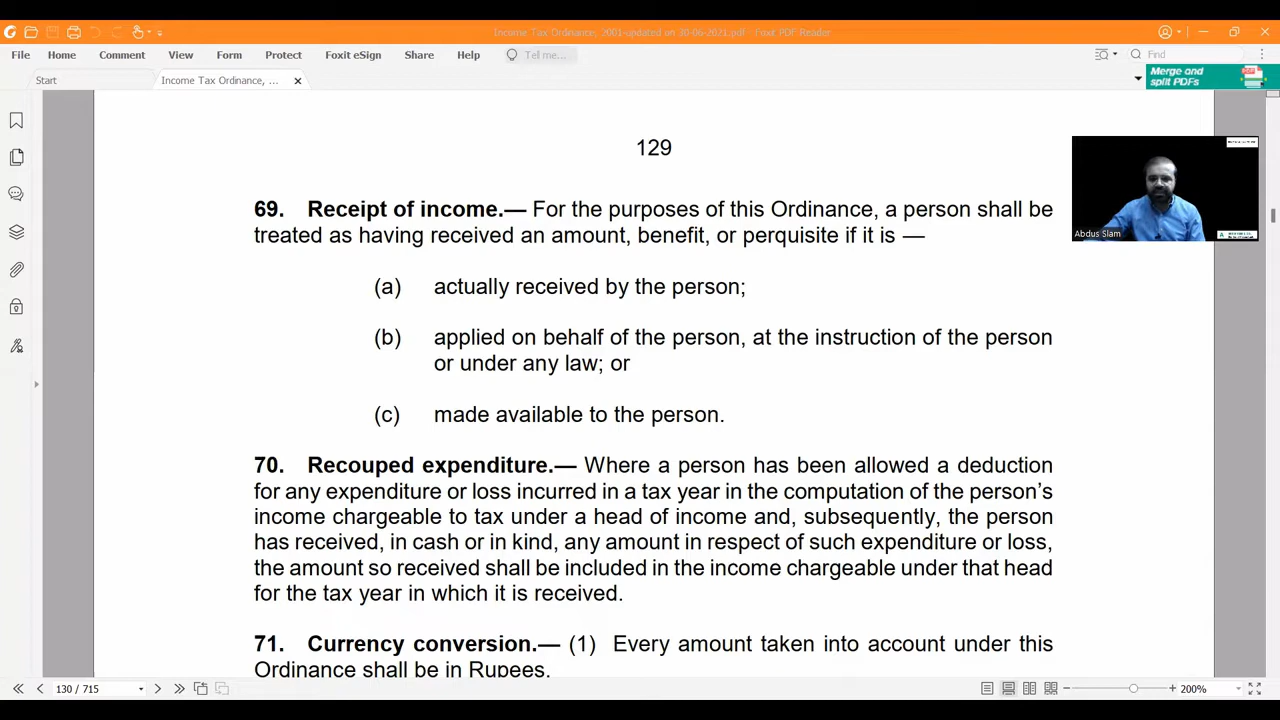 Income Tax Ordinance, 2001-updated on 30-06-2021.pdf - Foxit PDF Reader
File Home Comment View Form Protect Foxit eSign Share Help Tell me... Find
Start Income Tax Ordinance, ... Merge and
split PDFs
129
69. Receipt of income.— For the purposes of this Ordinance, a person shall be
treated as having received an amount, benefit, or perquisite if it is —
Abdus Slam
(a) actually received by the person;
(b) applied on behalf of the person, at the instruction of the person
or under any law; or
(c) made available to the person.
70. Recouped expenditure.— Where a person has been allowed a deduction
for any expenditure or loss incurred in a tax year in the computation of the person's
income chargeable to tax under a head of income and, subsequently, the person
has received, in cash or in kind, any amount in respect of such expenditure or loss,
the amount so received shall be included in the income chargeable under that head
for the tax year in which it is received.
71. Currency conversion.— (1) Every amount taken into account under this
Ordinance shall be in Rupees.
130 / 715 200%